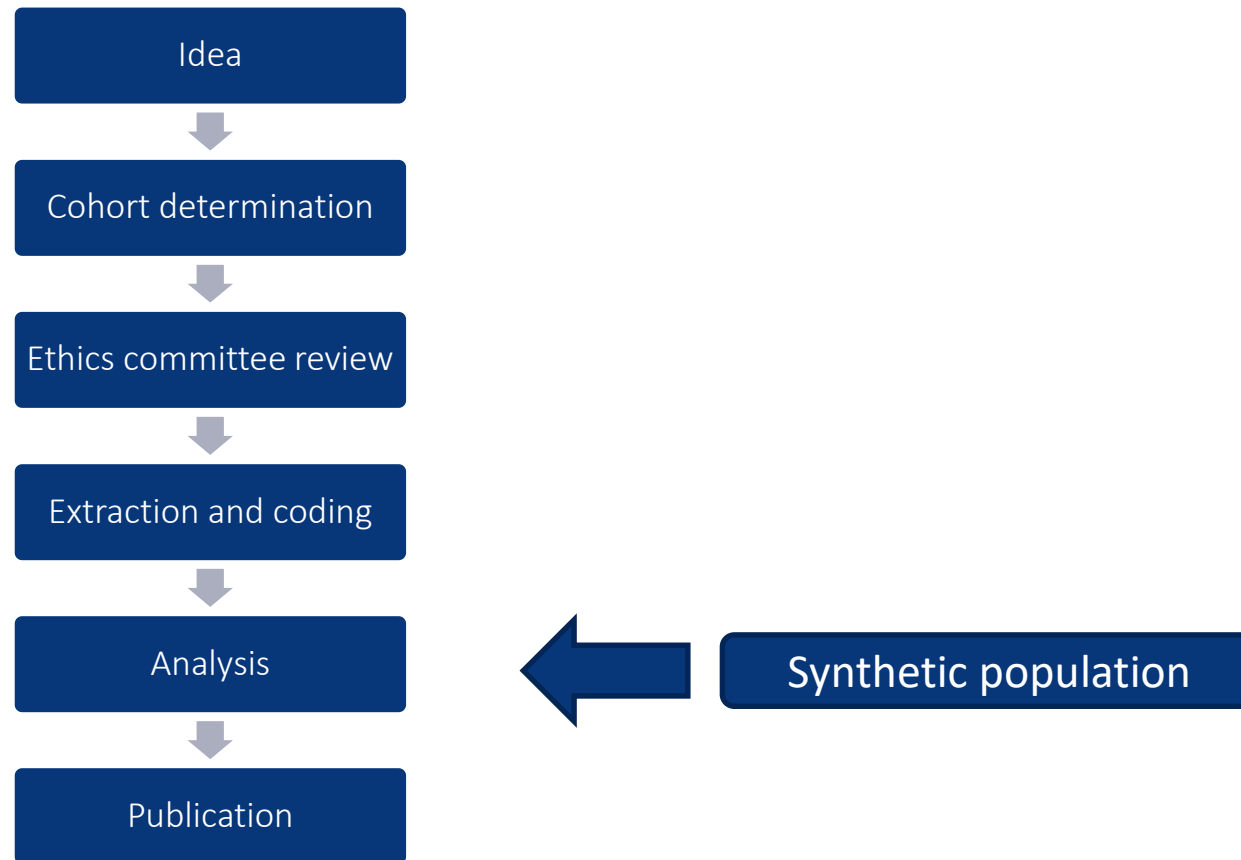 Idea
Cohort determination
Ethics committee review
Extraction and coding
Analysis
Synthetic population
Publication